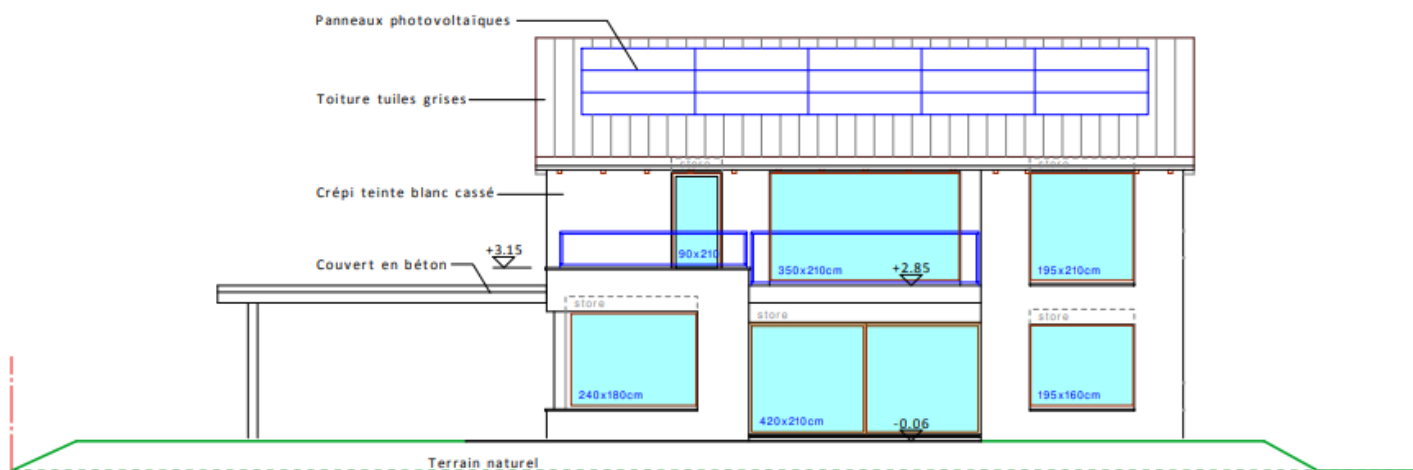 Panneaux photovoltaïques
Toiture tuiles grises
store
store
Crépi teinte blanc cassé
+3.15
90x210
350x210cm
+2.85
195x210cm
Couvert en béton
store
store
store
240x180cm
420x210cm
-0.06
195x160cm
Terrain naturel